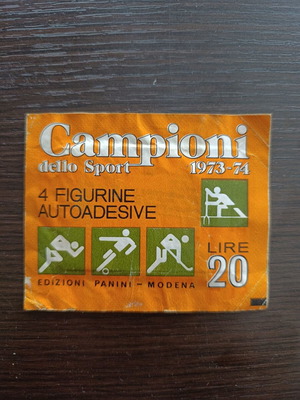 Campioni
dello Sport 1973-74
4 FIGURINE
AUTOADESIVE
LIRE
20
EDIZIONI PANINI - MODENA